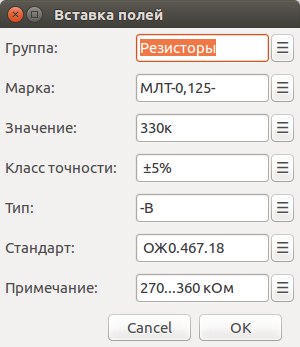 Вставка полей
Группа: Резисторы
Марка: МЛТ-0,125-
Значение: 330к
Класс точности: ±5%
Тип: -В
Стандарт: ОЖ0.467.18
Примечание: 270...360 кОм
Cancel OK